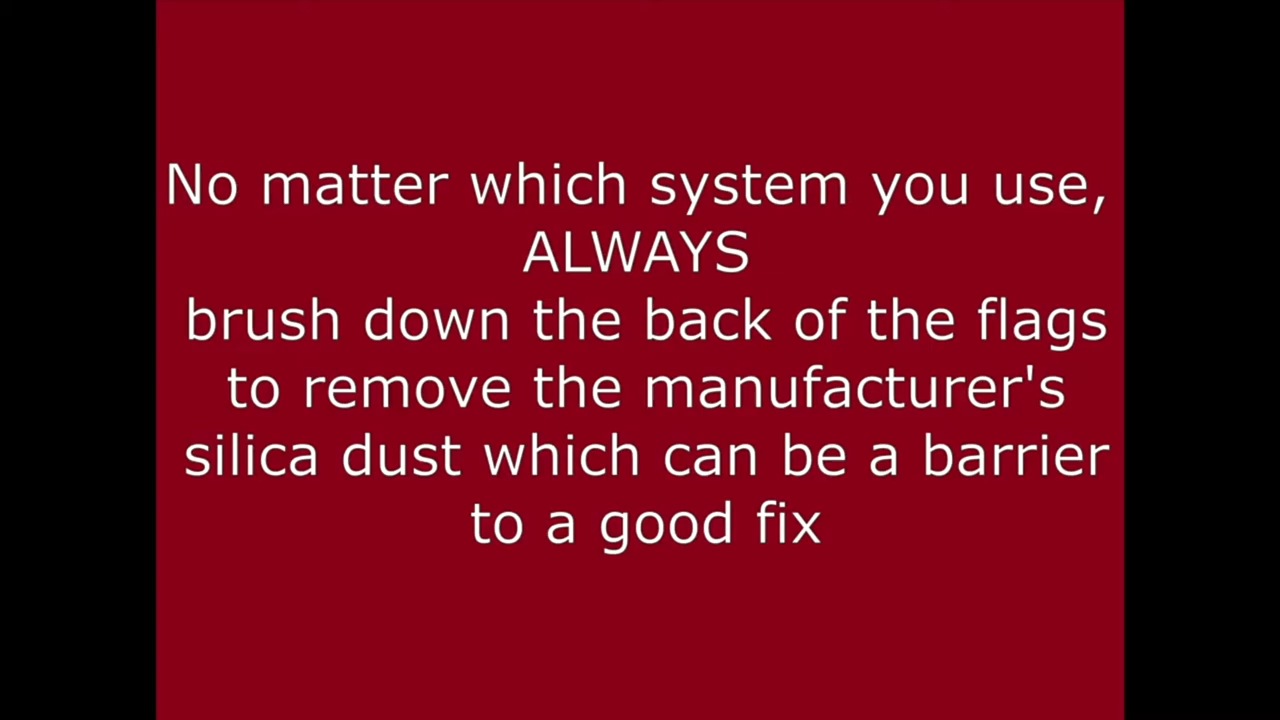 No matter which system you use,
ALWAYS
brush down the back of the flags
to remove the manufacturer's
silica dust which can be a barrier
to a good fix